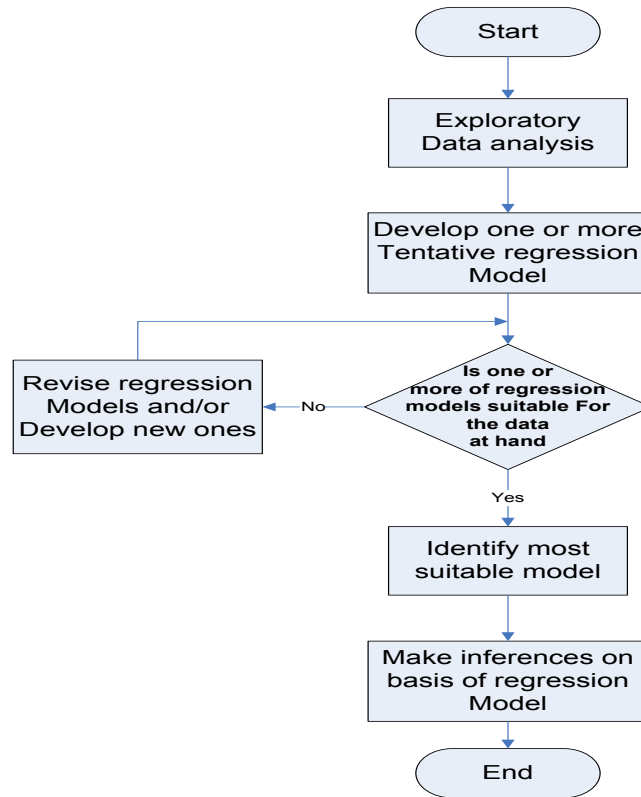 Start
Exploratory
Data analysis
Develop one or more
Tentative regression
Model
Is one or
more of regression
models suitable For
the data
at hand
No
Revise regression
Models and/or
Develop new ones
Yes
Identify most
suitable model
Make inferences on
basis of regression
Model
End